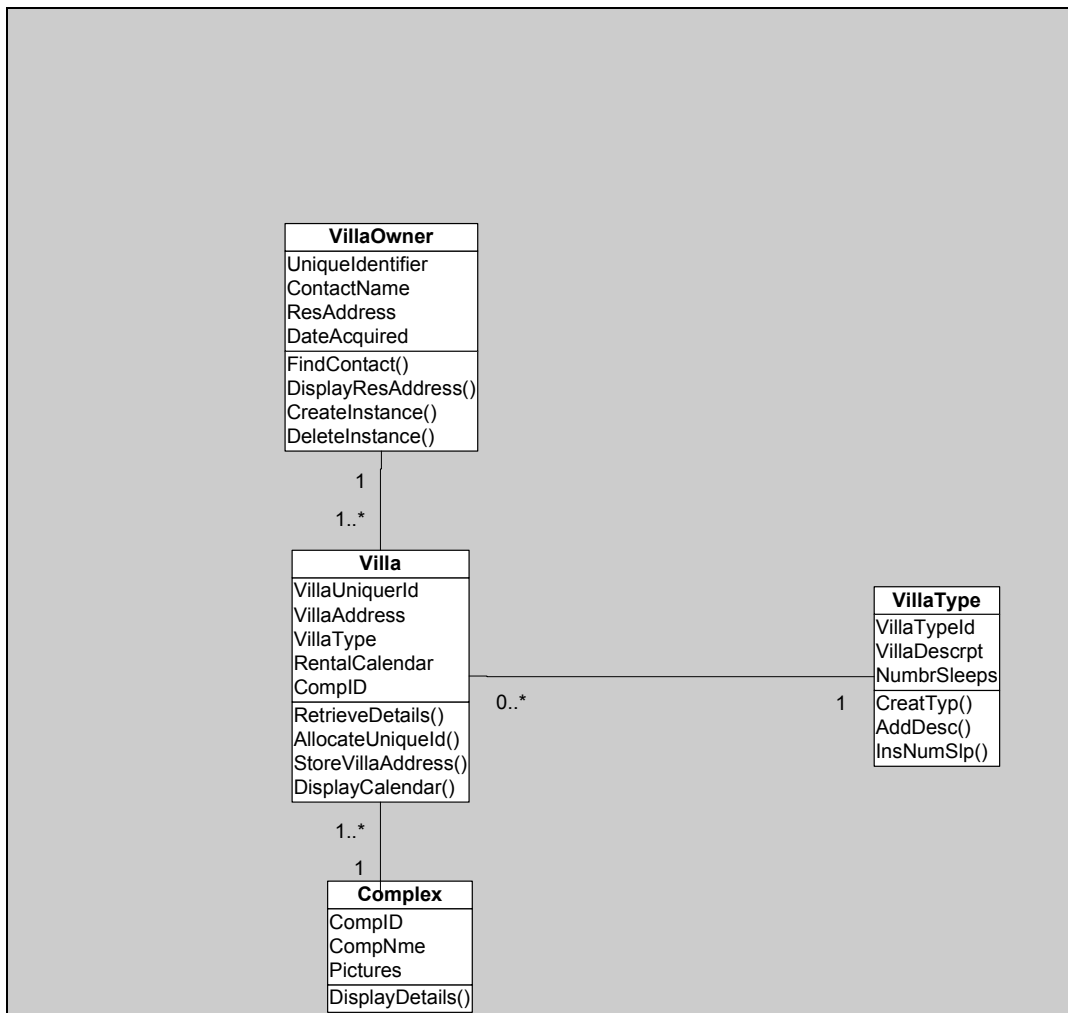 VillaOwner
UniqueIdentifier
ContactName
ResAddress
DateAcquired
FindContact()
DisplayResAddress()
CreateInstance()
DeleteInstance()
1
1..*
Villa
VillaUniquerId
VillaAddress
VillaType
RentalCalendar
CompID
RetrieveDetails()
AllocateUniqueId()
StoreVillaAddress()
DisplayCalendar()
0..*
1
VillaType
VillaTypeId
VillaDescrpt
NumbrSleeps
CreatTyp()
AddDesc()
InsNumSlp()
1..*
1
Complex
CompID
CompNme
Pictures
DisplayDetails()